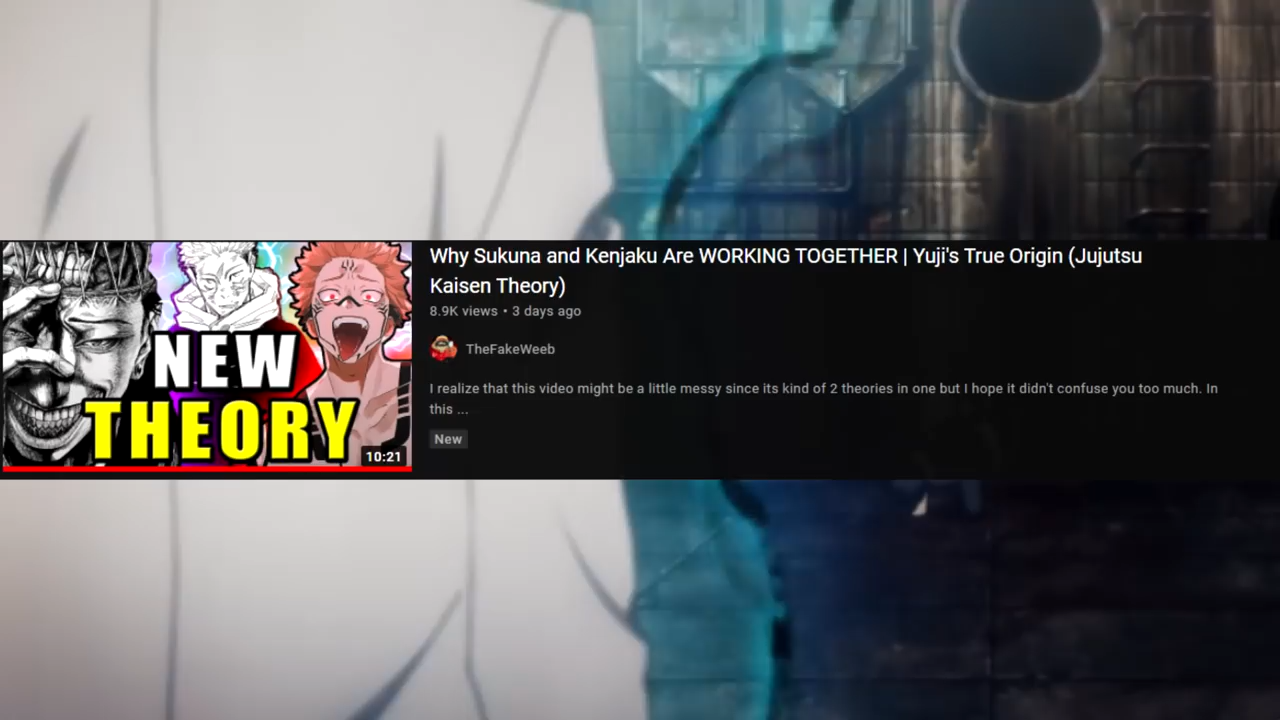 NEW
THEORY
10:21
Why Sukuna and Kenjaku Are WORKING TOGETHER | Yuji's True Origin (Jujutsu
Kaisen Theory)
8.9K views • 3 days ago
TheFakeWeeb
I realize that this video might be a little messy since its kind of 2 theories in one but I hope it didn't confuse you too much. In
this ...
New